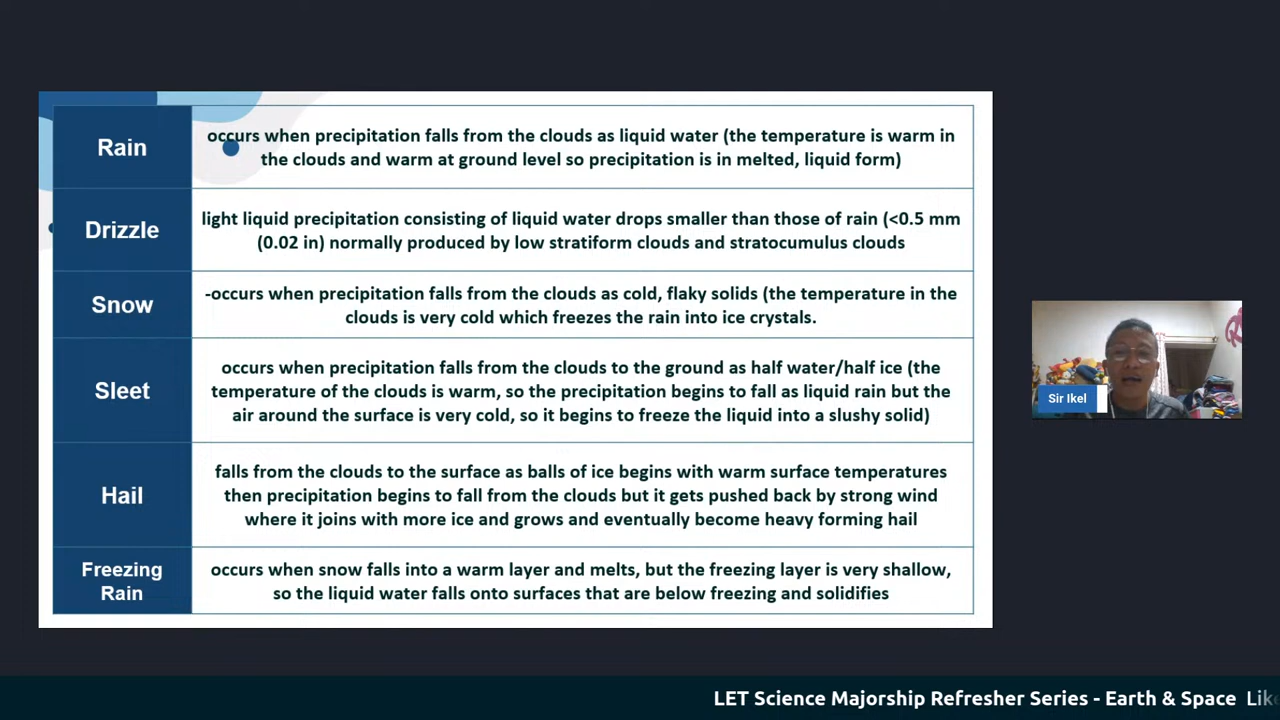 Rain
occurs when precipitation falls from the clouds as liquid water (the temperature is warm in
the clouds and warm at ground level so precipitation is in melted, liquid form)
Drizzle
light liquid precipitation consisting of liquid water drops smaller than those of rain (<0.5 mm
(0.02 in) normally produced by low stratiform clouds and stratocumulus clouds
Snow
-occurs when precipitation falls from the clouds as cold, flaky solids (the temperature in the
clouds is very cold which freezes the rain into ice crystals.
Sleet
occurs when precipitation falls from the clouds to the ground as half water/half ice (the
temperature of the clouds is warm, so the precipitation begins to fall as liquid rain but the
air around the surface is very cold, so it begins to freeze the liquid into a slushy solid)
Hail
falls from the clouds to the surface as balls of ice begins with warm surface temperatures
then precipitation begins to fall from the clouds but it gets pushed back by strong wind
where it joins with more ice and grows and eventually become heavy forming hail
Freezing
Rain
occurs when snow falls into a warm layer and melts, but the freezing layer is very shallow,
so the liquid water falls onto surfaces that are below freezing and solidifies
Sir Ikel
LET Science Majorship Refresher Series - Earth & Space